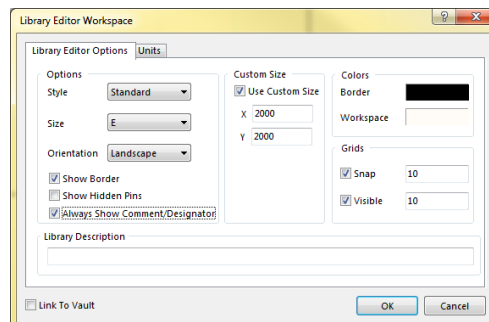 Library Editor Workspace
Library Editor Options Units
Options
Style Standard
Size E
Orientation Landscape
Show Border
Show Hidden Pins
Always Show Comment/Designator
Custom Size
Use Custom Size
X 2000
Y 2000
Colors
Border
Workspace
Grids
Snap 10
Visible 10
Library Description
Link To Vault
OK Cancel